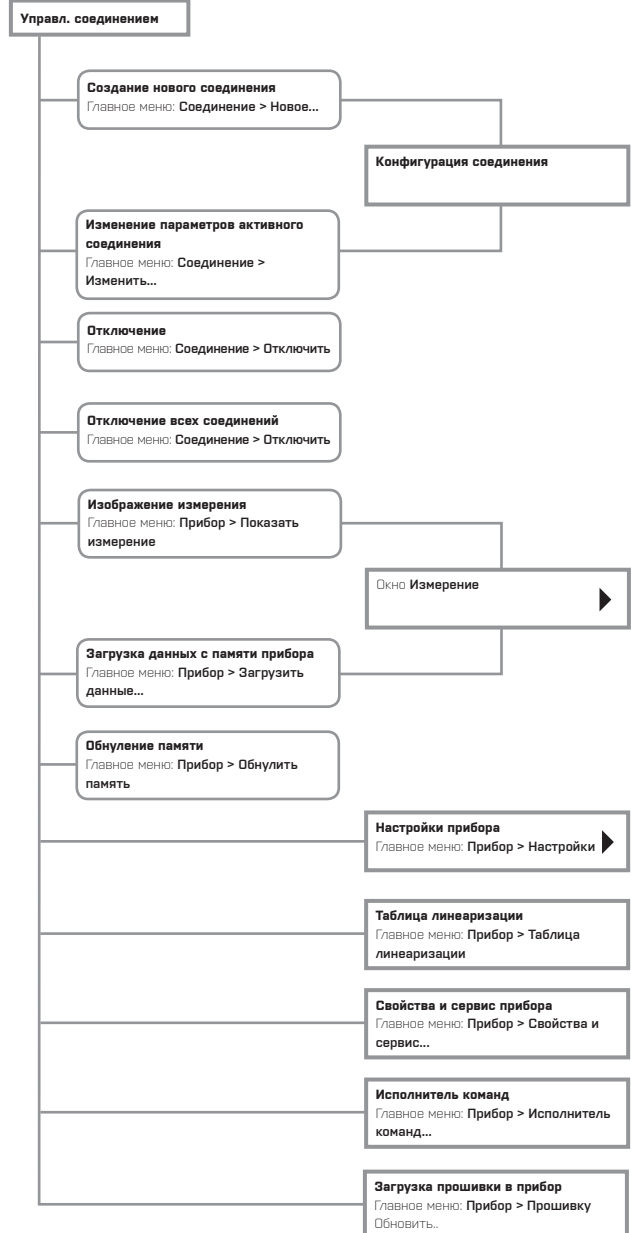 Управл. соединением
Создание нового соединения
Главное меню: Соединение > Новое...
Конфигурация соединения
Изменение параметров активного
соединения
Главное меню: Соединение >
Изменить...
Отключение
Главное меню: Соединение > Отключить
Отключение всех соединений
Главное меню: Соединение > Отключить
Изображение измерения
Главное меню: Прибор > Показать
измерение
Окно Измерение
Загрузка данных с памяти прибора
Главное меню: Прибор > Загрузить
данные...
Обнуление памяти
Главное меню: Прибор > Обнулить
память
Настройки прибора
Главное меню: Прибор > Настройки
Таблица линеаризации
Главное меню: Прибор > Таблица
линеаризации
Свойства и сервис прибора
Главное меню: Прибор > Свойства и
сервис...
Исполнитель команд
Главное меню: Прибор > Исполнитель
команд...
Загрузка прошивки в прибор
Главное меню: Прибор > Прошивку
Обновить..